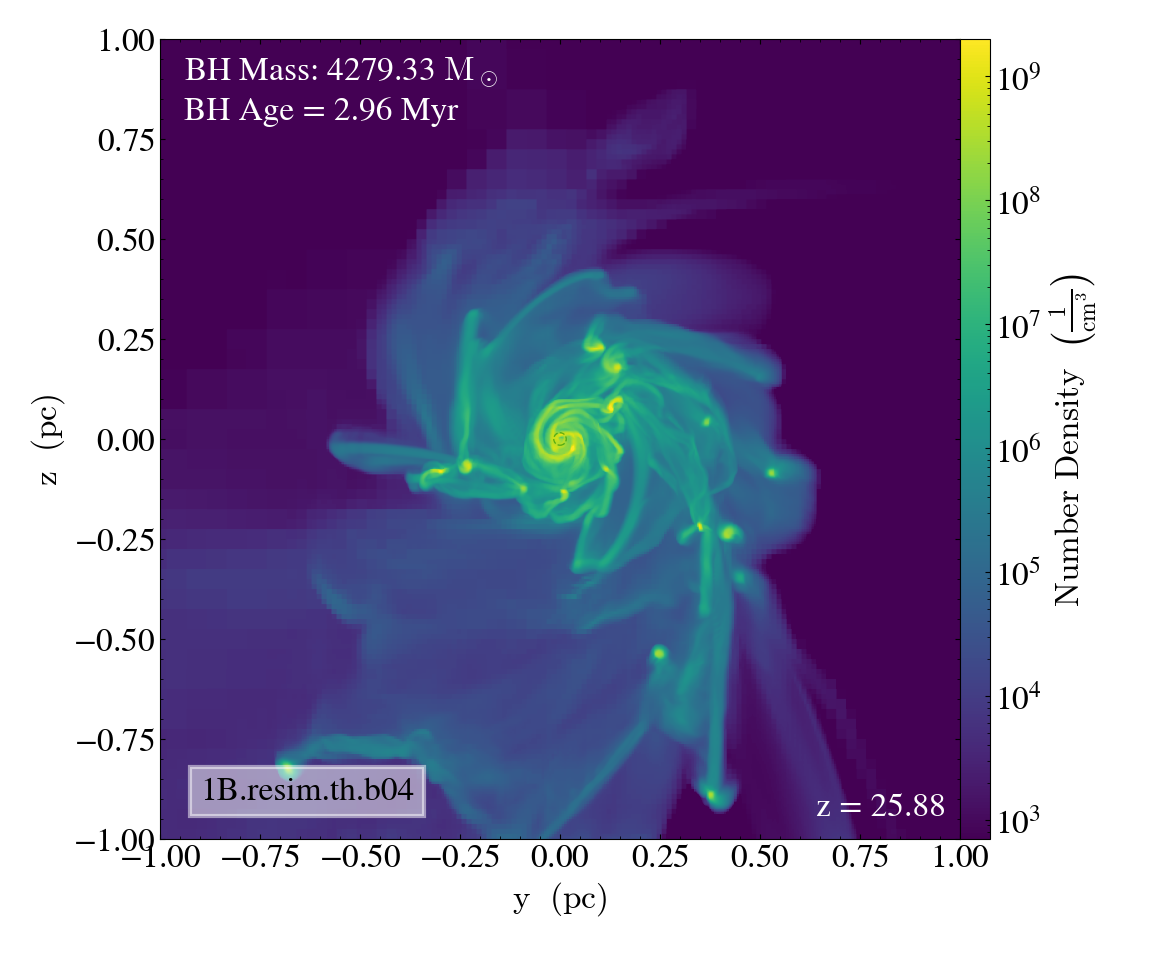 BH Mass: 4279.33 M⊙
BH Age = 2.96 Myr
1.00
0.75
0.50
0.25
0.00
−0.25
−0.50
−0.75
−1.00
z (pc)
1B.resim.th.b04
z = 25.88
−1.00 −0.75 −0.50 −0.25 0.00 0.25 0.50 0.75 1.00
y (pc)
10⁹
10⁸
10⁷
10⁶
10⁵
10⁴
10³
Number Density (1/cm³)